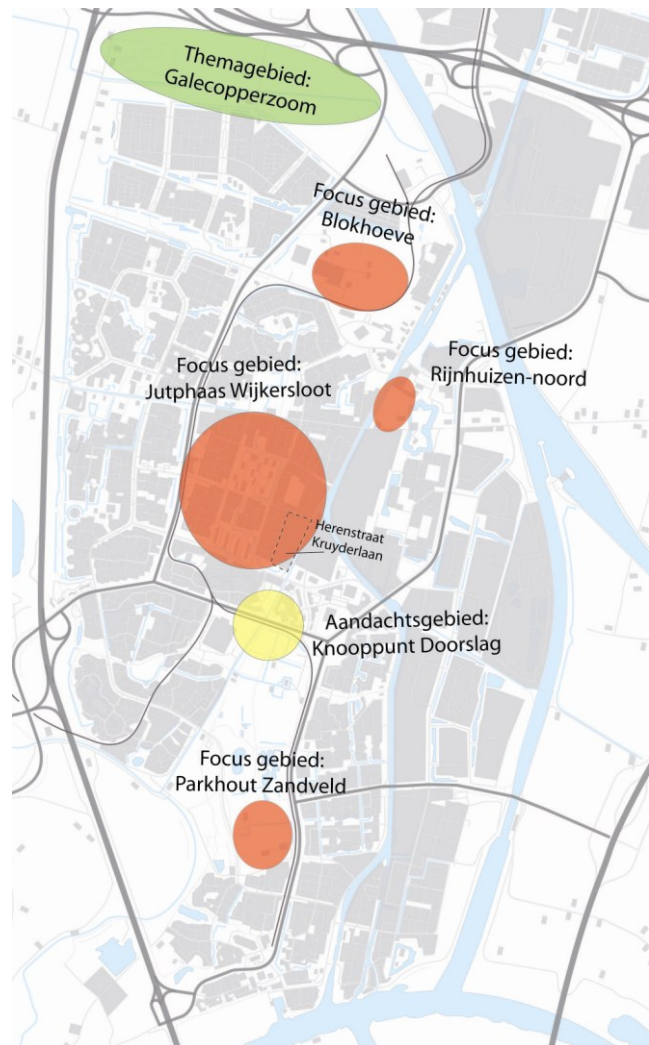 Themagebied:
Galecopperzoom
Focus gebied:
Blokhoeve
Focus gebied:
Rijnhuizen-noord
Focus gebied:
Jutphaas Wijkersloot
Herenstraat
Kruyderlaan
Aandachtsgebied:
Knooppunt Doorslag
Focus gebied:
Parkhout Zandveld